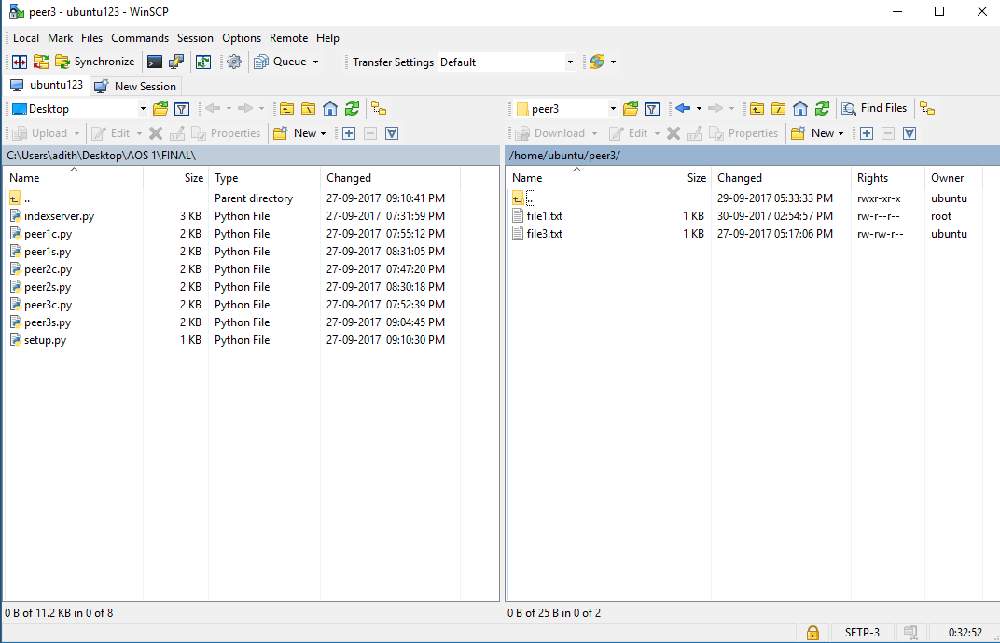 peer3 - ubuntu123 - WinSCP
Local Mark Files Commands Session Options Remote Help
Synchronize Queue Transfer Settings Default
ubuntu123 New Session
Desktop
Upload Edit Properties New
C:\Users\adith\Desktop\AOS 1\FINAL\
Name Size Type Changed
.. Parent directory 27-09-2017 09:10:41 PM
indexserver.py 3 KB Python File 27-09-2017 07:31:59 PM
peer1c.py 2 KB Python File 27-09-2017 07:55:12 PM
peer1s.py 2 KB Python File 27-09-2017 08:31:05 PM
peer2c.py 2 KB Python File 27-09-2017 07:47:20 PM
peer2s.py 2 KB Python File 27-09-2017 08:30:18 PM
peer3c.py 2 KB Python File 27-09-2017 07:52:39 PM
peer3s.py 2 KB Python File 27-09-2017 09:04:45 PM
setup.py 1 KB Python File 27-09-2017 09:10:30 PM
0 B of 11.2 KB in 0 of 8
peer3 Find Files
Download Edit Properties New
/home/ubuntu/peer3/
Name Size Changed Rights Owner
.. 29-09-2017 05:33:33 PM rwxr-xr-x ubuntu
file1.txt 1 KB 30-09-2017 02:54:57 PM rw-r--r-- root
file3.txt 1 KB 27-09-2017 05:17:06 PM rw-rw-r-- ubuntu
0 B of 25 B in 0 of 2
SFTP-3 0:32:52